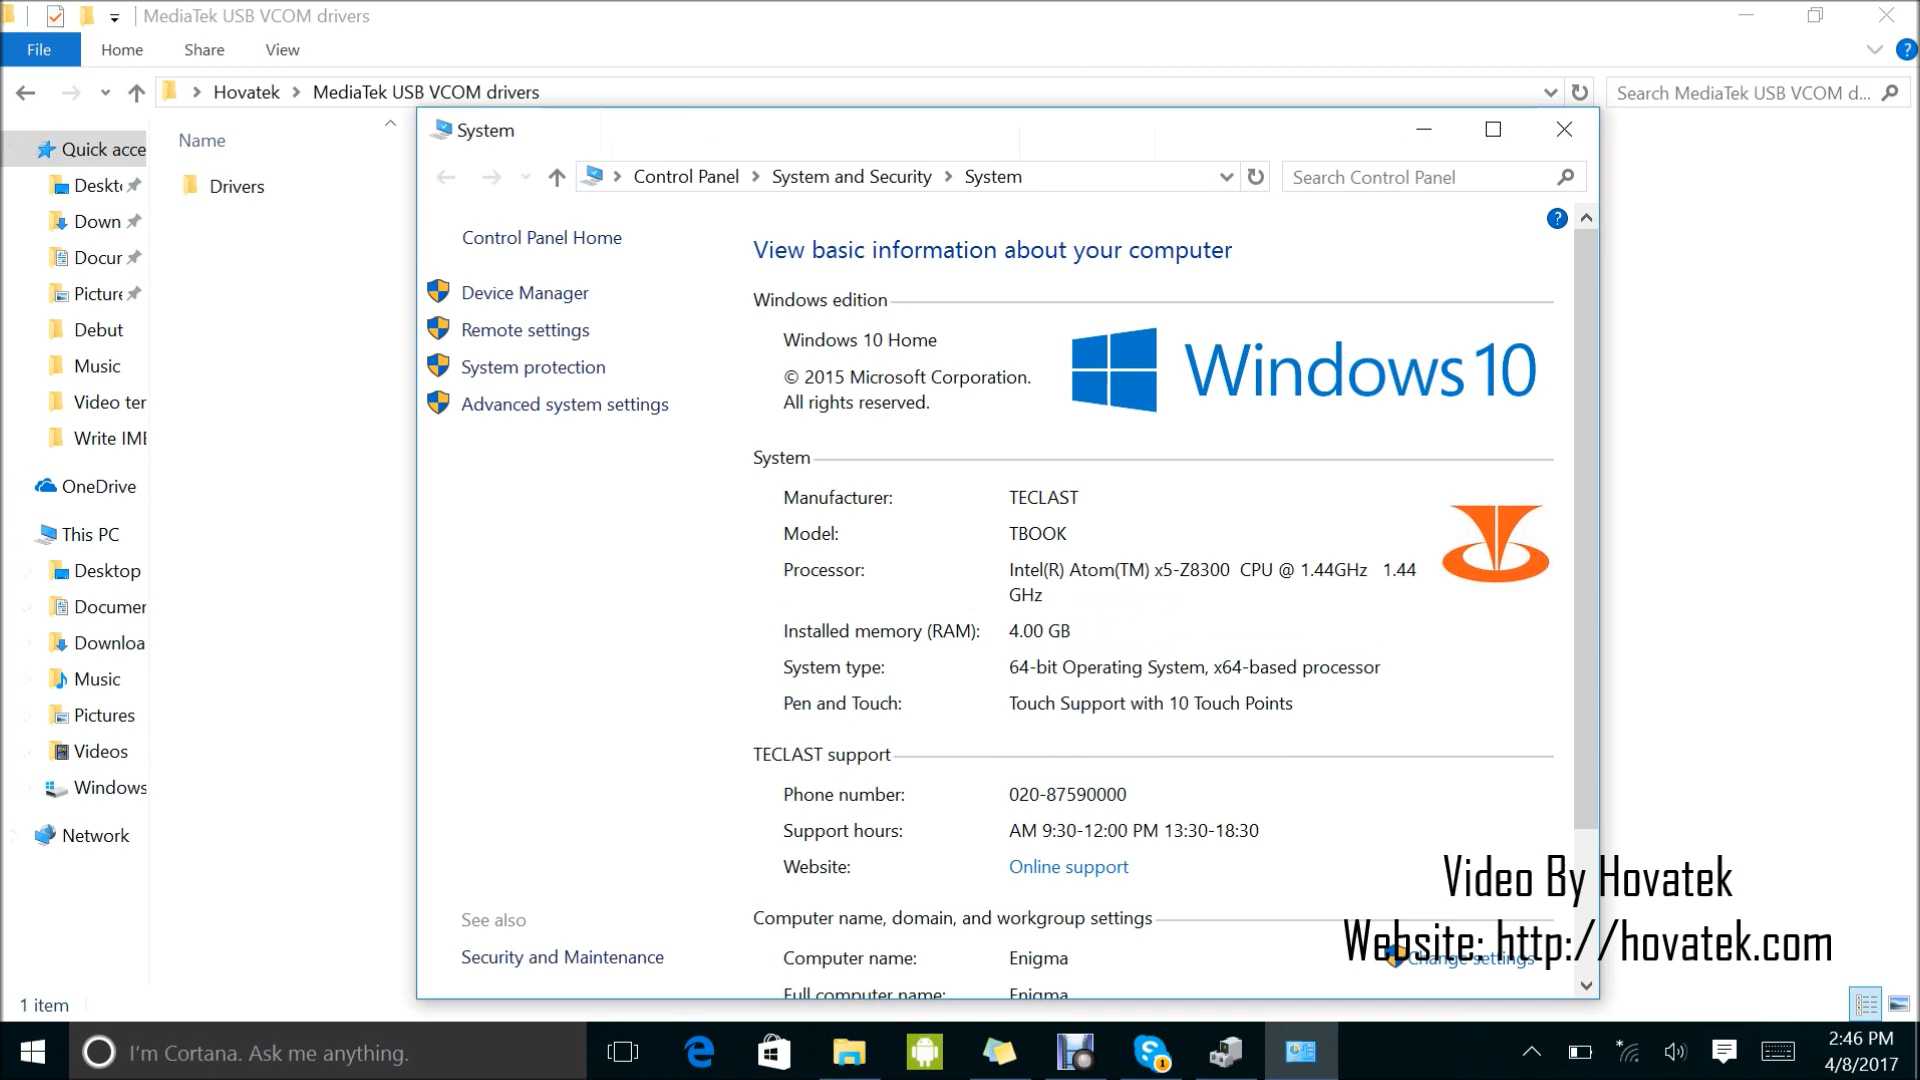 MediaTek USB VCOM drivers
File Home Share View
Hovatek MediaTek USB VCOM drivers
Search MediaTek USB VCOM d...
Quick acce
Deskt
Down
Docur
Picture
Debut
Music
Video ter
Write IME
OneDrive
This PC
Desktop
Documer
Downloa
Music
Pictures
Videos
Windows
Network
1 item
Name
Drivers
System
Control Panel System and Security System
Search Control Panel
Control Panel Home
Device Manager
Remote settings
System protection
Advanced system settings
See also
Security and Maintenance
View basic information about your computer
Windows edition
Windows 10 Home
© 2015 Microsoft Corporation.
All rights reserved.
Windows 10
System
Manufacturer: TECLAST
Model: TBOOK
Processor: Intel(R) Atom(TM) x5-Z8300 CPU @ 1.44GHz 1.44
GHz
Installed memory (RAM): 4.00 GB
System type: 64-bit Operating System, x64-based processor
Pen and Touch: Touch Support with 10 Touch Points
TECLAST support
Phone number: 020-87590000
Support hours: AM 9:30-12:00 PM 13:30-18:30
Website: Online support
Computer name, domain, and workgroup settings
Computer name: Enigma
Change settings
Full computer name: Enigma
Video By Hovatek
Website: http://hovatek.com
I'm Cortana. Ask me anything.
1
2:46 PM
4/8/2017